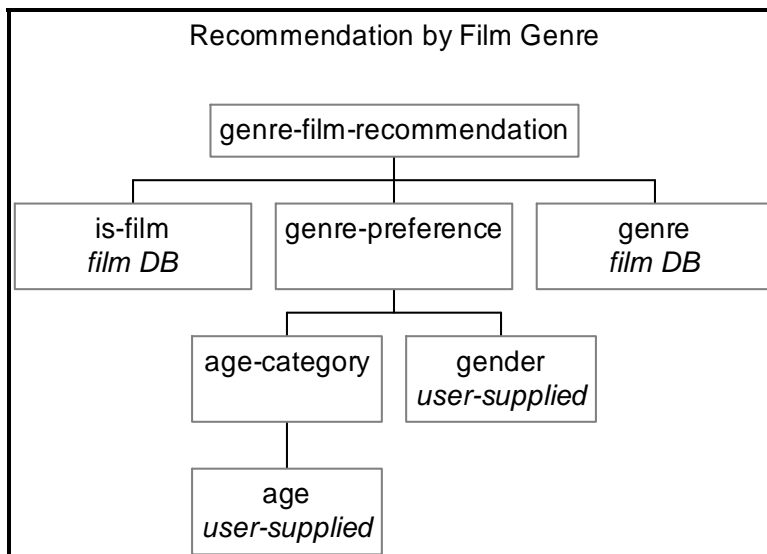 Recommendation by Film Genre
genre-film-recommendation
is-film
film DB
genre-preference
genre
film DB
age-category
gender
user-supplied
age
user-supplied